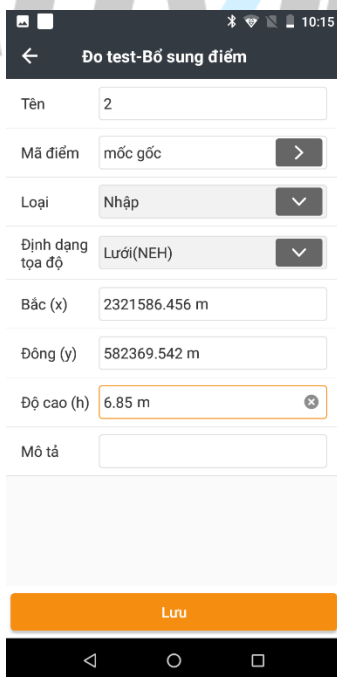 10:15
Đo test-Bổ sung điểm
Tên 2
Mã điểm mốc gốc
Loại Nhập
Định dạng
tọa độ Lưới(NEH)
Bắc (x) 2321586.456 m
Đông (y) 582369.542 m
Độ cao (h) 6.85 m
Mô tả
Lưu